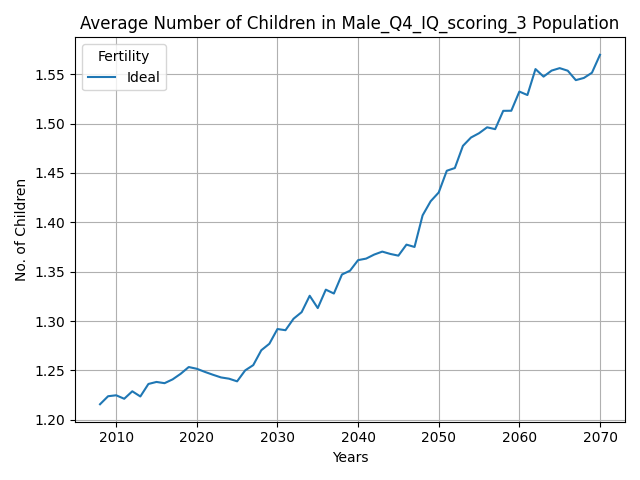 Average Number of Children in Male_Q4_IQ_scoring_3 Population
Fertility
Ideal
No. of Children
1.55
1.50
1.45
1.40
1.35
1.30
1.25
1.20
2010 2020 2030 2040 2050 2060 2070
Years